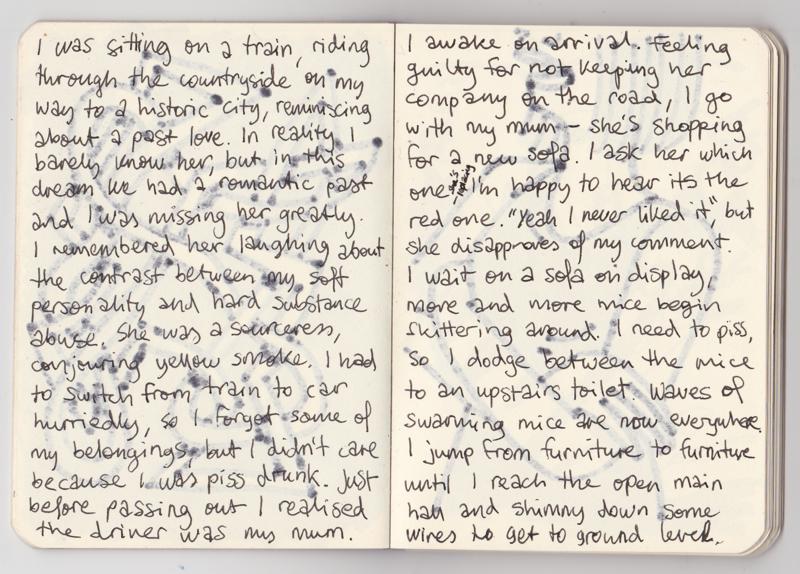 I was sitting on a train, riding
through the countryside on my
way to a historic city, reminiscing
about a past love. In reality I
barely know her, but in this
dream we had a romantic past
and I was missing her greatly.
I remembered her laughing about
the contrast between my soft
personality and hard substance
abuse. She was a sourceress,
conjouring yellow smoke. I had
to switch from train to car
hurriedly, so I forgot some of
my belongings, but I didn't care
because I was piss drunk. Just
before passing out I realised
the driver was my mum.
I awake on arrival. Feeling
guilty for not keeping her
company on the road, I go
with my mum – she's shopping
for a new sofa. I ask her which
one I'm happy to hear its the
red one. "Yeah I never liked it", but
she disapproves of my comment.
I wait on a sofa on display,
more and more mice begin
skittering around. I need to piss,
so I dodge between the mice
to an upstairs toilet. Waves of
swarming mice are now everywhere.
I jump from furniture to furniture
until I reach the open main
hall and shimmy down some
wires to get to ground level.